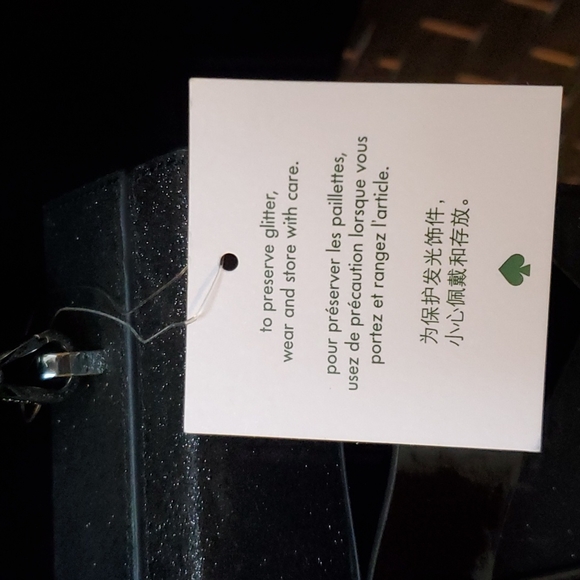 to preserve glitter,
wear and store with care.
pour préserver les paillettes,
usez de précaution lorsque vous
portez et rangez l'article.
为保护发光饰件，
小心佩戴和存放。